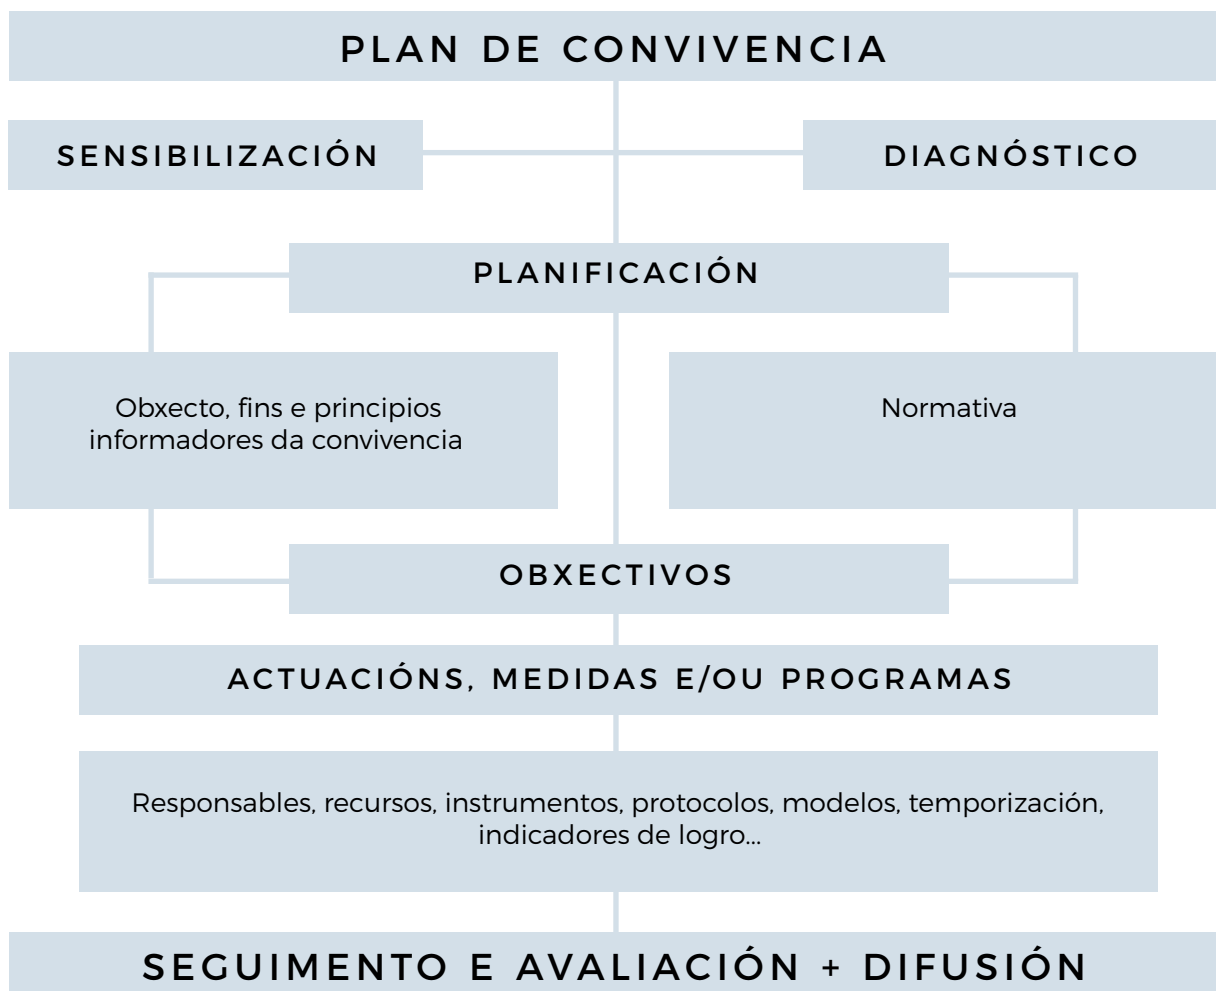 PLAN DE CONVIVENCIA
SENSIBILIZACIÓN
DIAGNÓSTICO
PLANIFICACIÓN
Obxecto, fins e principios
informadores da convivencia
Normativa
OBXECTIVOS
ACTUACIÓNS, MEDIDAS E/OU PROGRAMAS
Responsables, recursos, instrumentos, protocolos, modelos, temporización,
indicadores de logro...
SEGUIMENTO E AVALIACIÓN + DIFUSIÓN